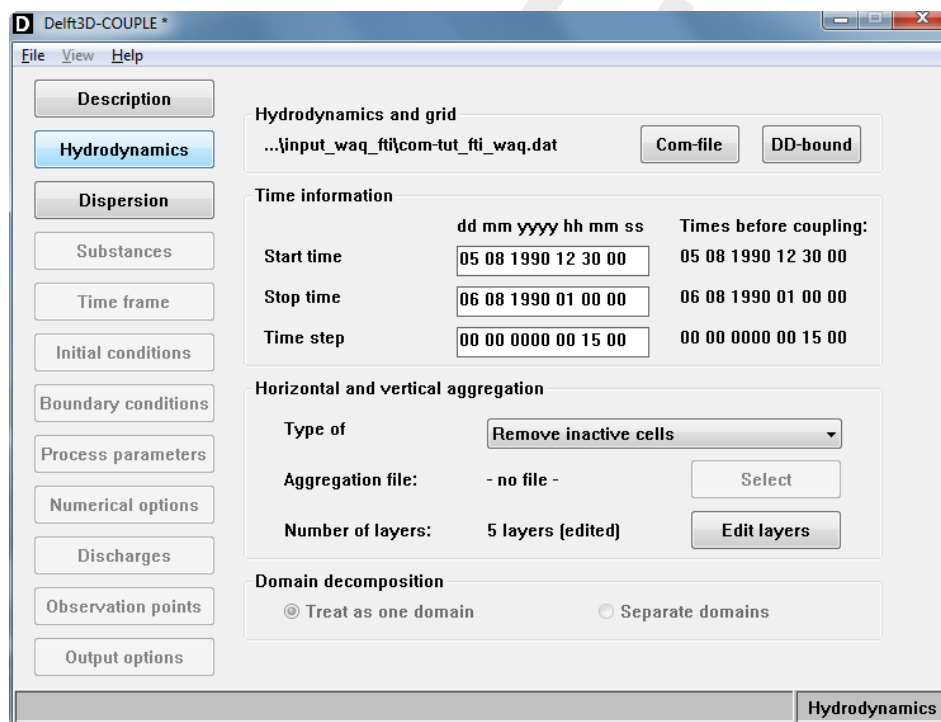 D Delft3D-COUPLE *
File View Help
Description
Hydrodynamics
Dispersion
Substances
Time frame
Initial conditions
Boundary conditions
Process parameters
Numerical options
Discharges
Observation points
Output options
Hydrodynamics and grid
...\input_waq_fti\com-tut_fti_waq.dat Com-file DD-bound
Time information
dd mm yyyy hh mm ss Times before coupling:
Start time 05 08 1990 12 30 00 05 08 1990 12 30 00
Stop time 06 08 1990 01 00 00 06 08 1990 01 00 00
Time step 00 00 0000 00 15 00 00 00 0000 00 15 00
Horizontal and vertical aggregation
Type of Remove inactive cells
Aggregation file: - no file - Select
Number of layers: 5 layers (edited) Edit layers
Domain decomposition
Treat as one domain Separate domains
Hydrodynamics